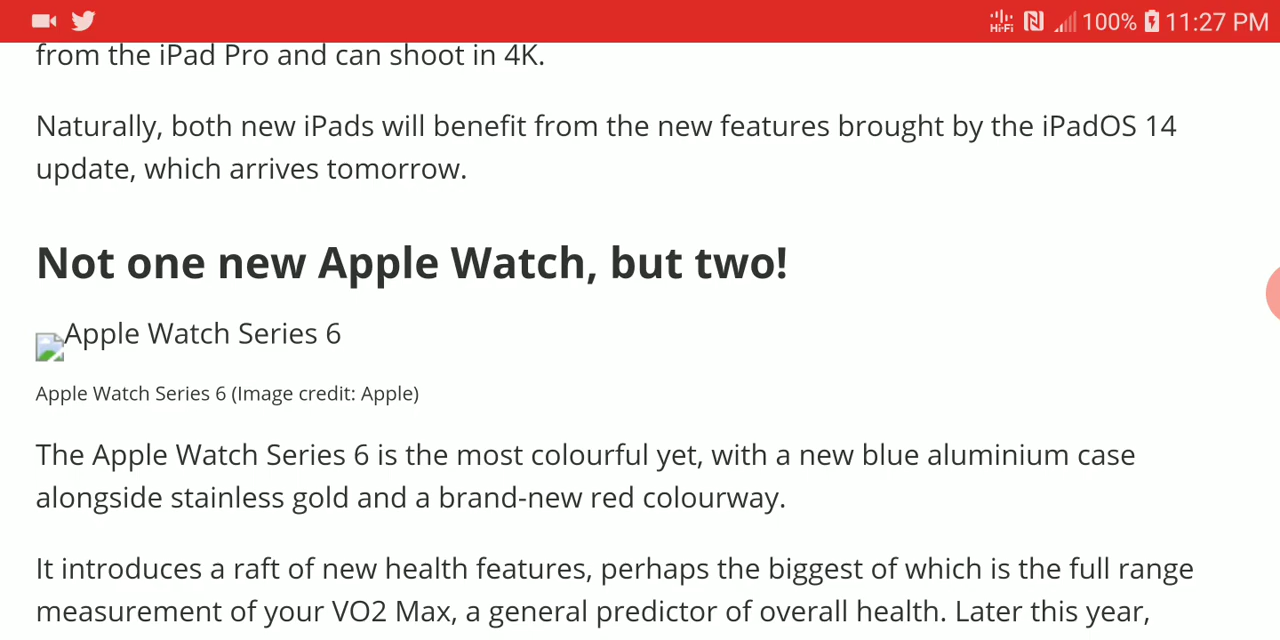 Hi-Fi 100% 11:27 PM
from the iPad Pro and can shoot in 4K.
Naturally, both new iPads will benefit from the new features brought by the iPadOS 14
update, which arrives tomorrow.
Not one new Apple Watch, but two!
Apple Watch Series 6
Apple Watch Series 6 (Image credit: Apple)
The Apple Watch Series 6 is the most colourful yet, with a new blue aluminium case
alongside stainless gold and a brand-new red colourway.
It introduces a raft of new health features, perhaps the biggest of which is the full range
measurement of your VO2 Max, a general predictor of overall health. Later this year,